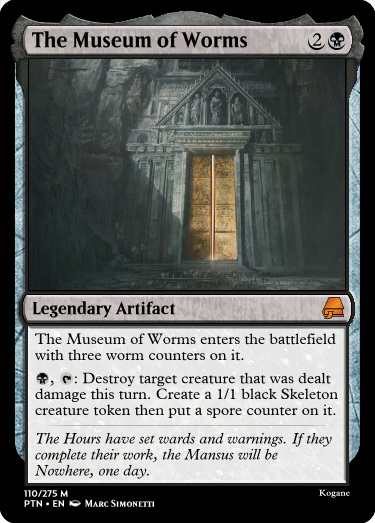 The Museum of Worms 2
The Museum of Worms enters the battlefield
with three worm counters on it.
, : Destroy target creature that was dealt
damage this turn. Create a 1/1 black Skeleton
creature token then put a spore counter on it.
The Hours have set wards and warnings. If they
complete their work, the Mansus will be
Nowhere, one day.
Legendary Artifact
110/275 M
PTN • EN Marc Simonetti
Kogane